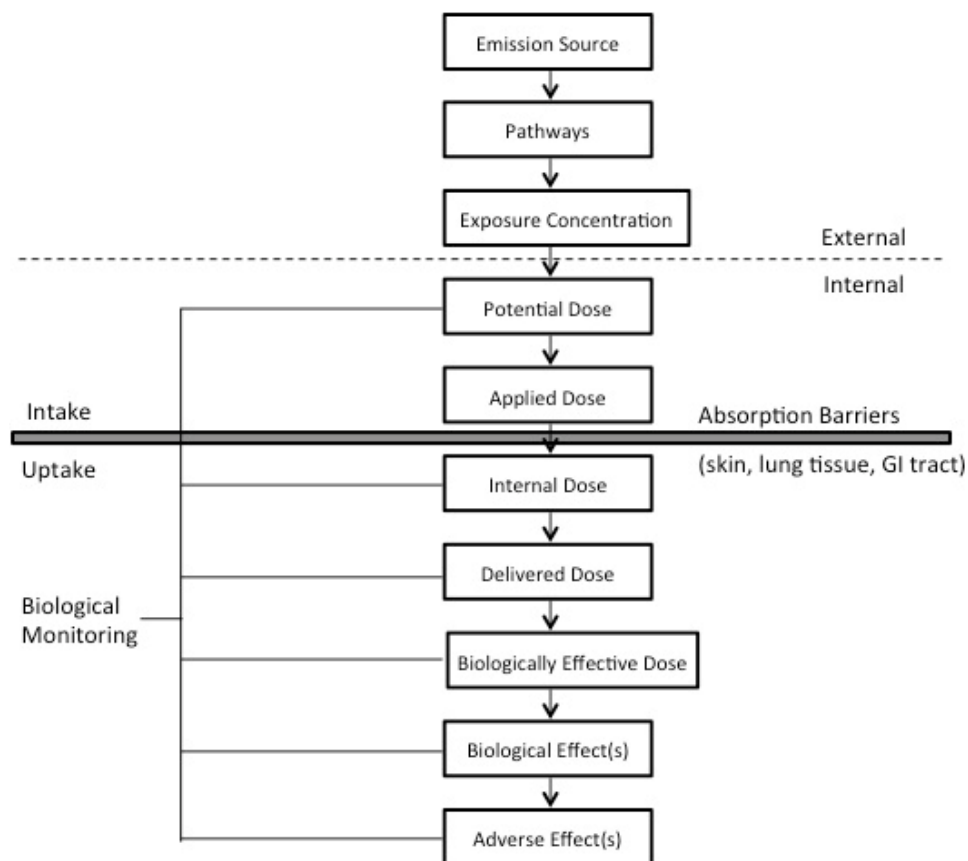 Emission Source
Pathways
Exposure Concentration
External
Internal
Potential Dose
Applied Dose
Intake
Absorption Barriers
Uptake
(skin, lung tissue, GI tract)
Internal Dose
Delivered Dose
Biological
Monitoring
Biologically Effective Dose
Biological Effect(s)
Adverse Effect(s)